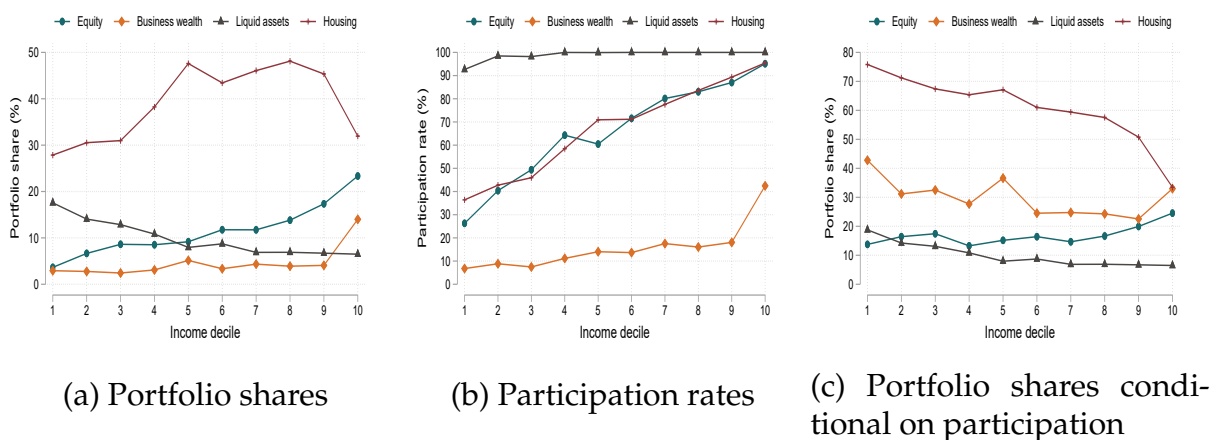 Equity Business wealth Liquid assets Housing
50
40
30
20
10
0
Portfolio share (%)
1 2 3 4 5 6 7 8 9 10
Income decile
(a) Portfolio shares
Equity Business wealth Liquid assets Housing
100
90
80
70
60
50
40
30
20
10
0
Participation rate (%)
1 2 3 4 5 6 7 8 9 10
Income decile
(b) Participation rates
Equity Business wealth Liquid assets Housing
80
70
60
50
40
30
20
10
0
Portfolio share (%)
1 2 3 4 5 6 7 8 9 10
Income decile
(c) Portfolio shares condi-
tional on participation